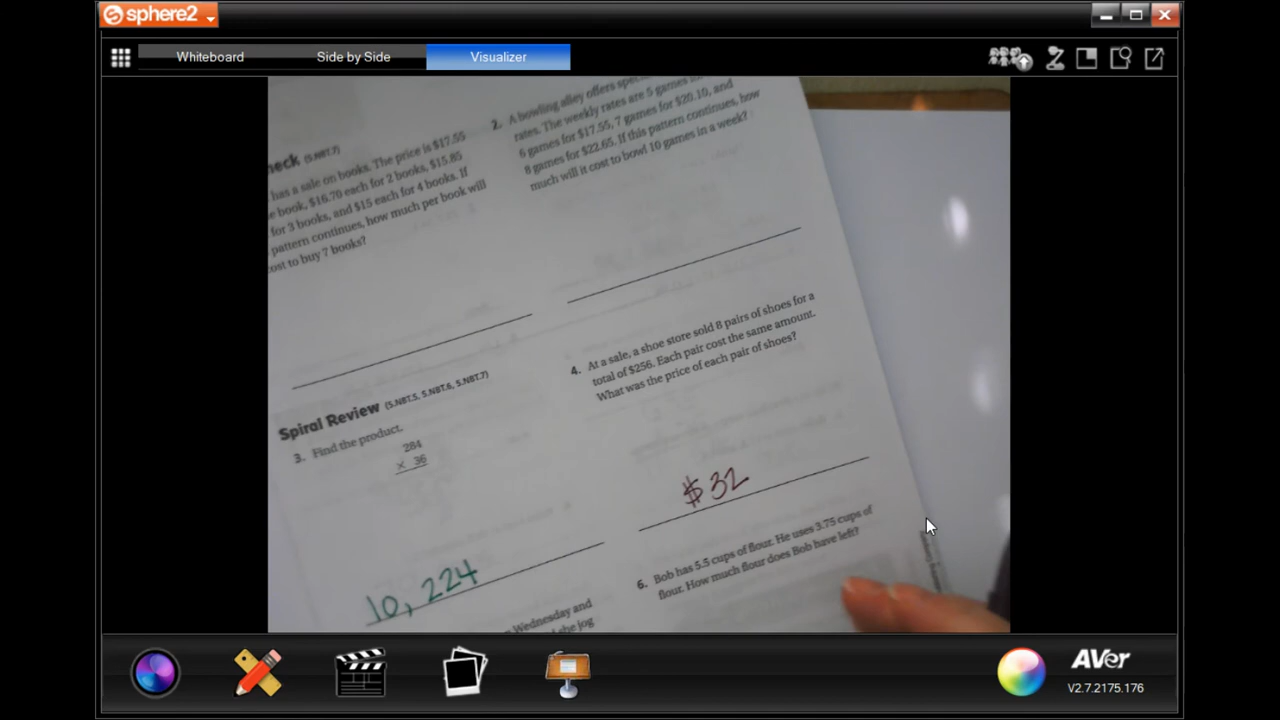 sphere2
Whiteboard
Side by Side
Visualizer
eck (5.NBT.7)
has a sale on books. The price is $17.55
e book, $16.70 each for 2 books, $15.85
for 3 books, and $15 each for 4 books. If
pattern continues, how much per book will
cost to buy 7 books?
2. A bowling alley offers
rates. The weekly rates are 5 games
6 games for $17.55, 7 games for $20.10, and
8 games for $22.65. If this pattern continues, how
much will it cost to bowl 10 games in a week?
Spiral Review (5.NBT.5, 5.NBT.6, 5.NBT.7)
3. Find the product.
284
× 36
10,224
4. At a sale, a shoe store sold 8 pairs of shoes for a
total of $256. Each pair cost the same amount.
What was the price of each pair of shoes?
$32
Wednesday and
she jog
6. Bob has 5.5 cups of flour. He uses 3.75 cups of
flour. How much flour does Bob have left?
AVer
V2.7.2175.176